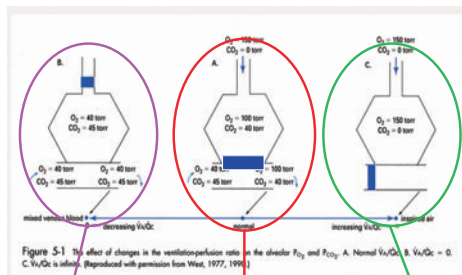 O₂ = 150 torr
CO₂ = 0 torr
O₂ = 150 torr
CO₂ = 0 torr
B.
A.
C.
O₂ = 40 torr
CO₂ = 45 torr
O₂ = 100 torr
CO₂ = 40 torr
O₂ = 150 torr
CO₂ = 0 torr
O₂ = 40 torr
CO₂ = 45 torr
O₂ = 40 torr
CO₂ = 45 torr
O₂ = 40
CO₂ = 45 torr
= 100 torr
CO₂ = 40 torr
mixed venous blood
decreasing V̇A/Q̇c
normal
increasing V̇A/Q̇c
inspired air
Figure 5-1 The effect of changes in the ventilation-perfusion ratio on the alveolar PO₂ and PCO₂. A. Normal V̇A/Q̇c. B. V̇A/Q̇c = 0.
C. V̇A/Q̇c is infinite. (Reproduced with permission from West, 1977, 1990.)